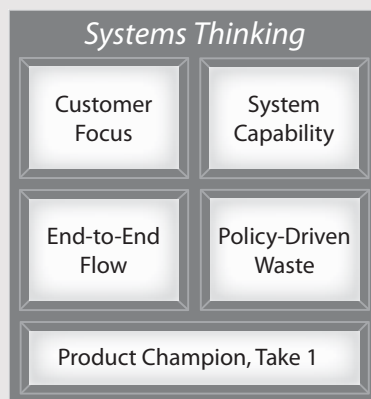 Systems Thinking
Customer
Focus
System
Capability
End-to-End
Flow
Policy-Driven
Waste
Product Champion, Take 1